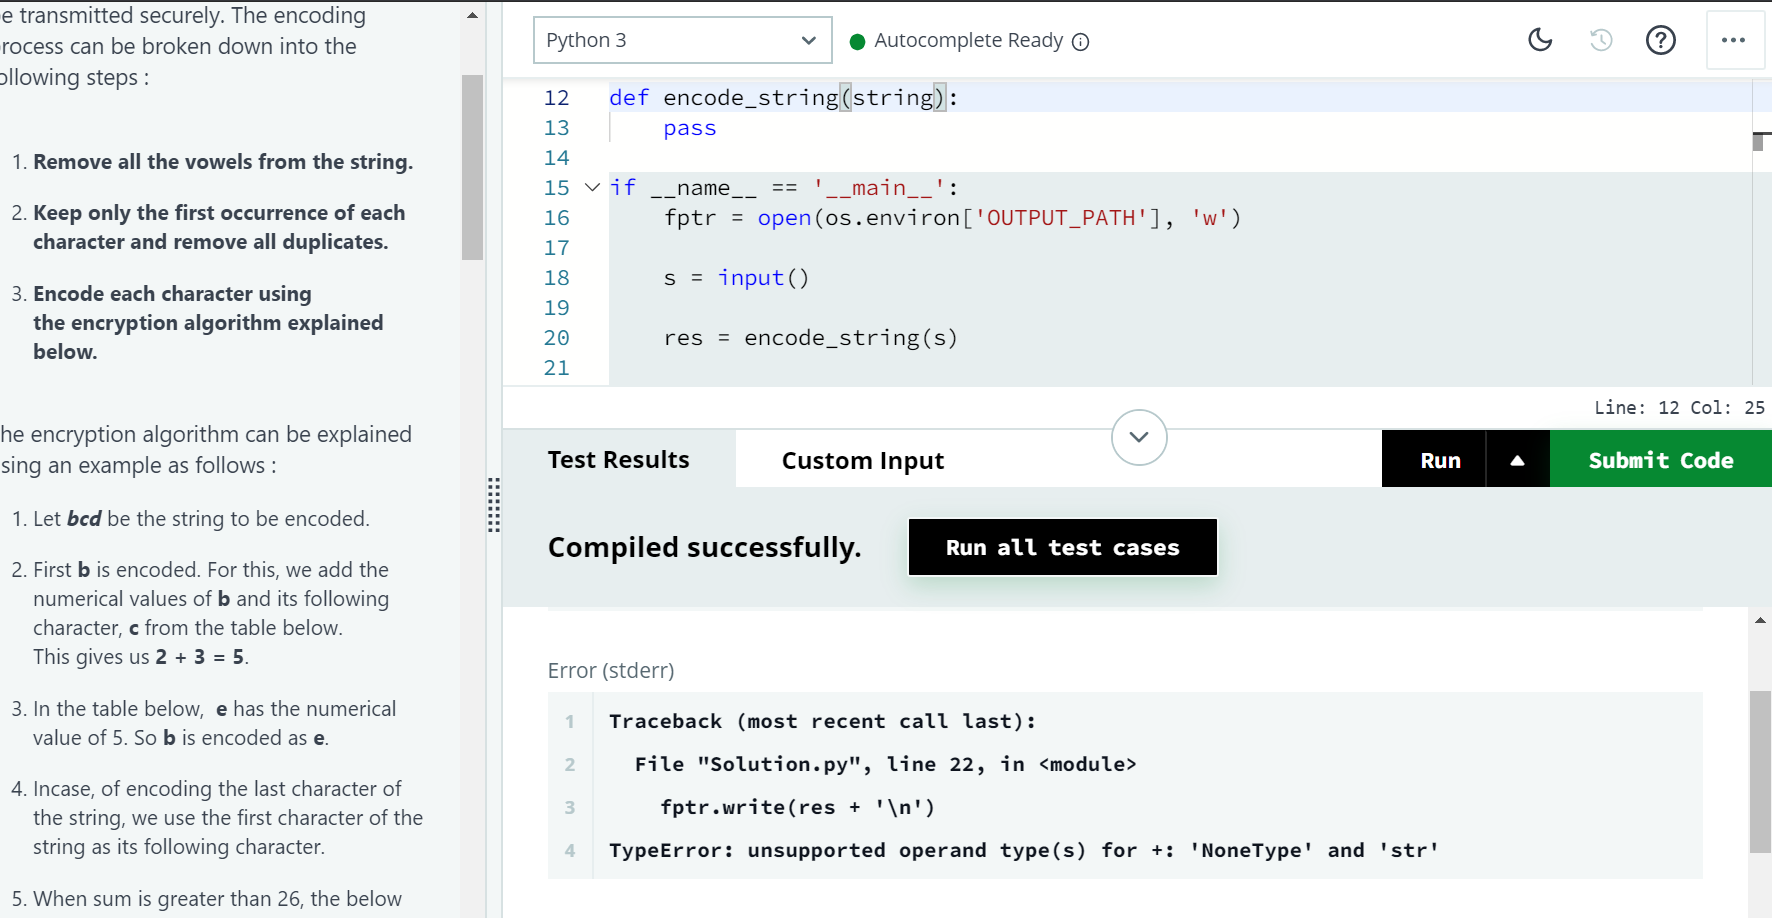 e transmitted securely. The encoding
rocess can be broken down into the
ollowing steps :
1. Remove all the vowels from the string.
2. Keep only the first occurrence of each
character and remove all duplicates.
3. Encode each character using
the encryption algorithm explained
below.
he encryption algorithm can be explained
sing an example as follows :
1. Let bcd be the string to be encoded.
2. First b is encoded. For this, we add the
numerical values of b and its following
character, c from the table below.
This gives us 2 + 3 = 5.
3. In the table below,  e has the numerical
value of 5. So b is encoded as e.
4. Incase, of encoding the last character of
the string, we use the first character of the
string as its following character.
5. When sum is greater than 26, the below
Python 3
Autocomplete Ready
12 def encode_string(string):
13     pass
14
15 if __name__ == '__main__':
16     fptr = open(os.environ['OUTPUT_PATH'], 'w')
17
18     s = input()
19
20     res = encode_string(s)
21
Line: 12 Col: 25
Test Results
Custom Input
Run
Submit Code
Compiled successfully.
Run all test cases
Error (stderr)
1 Traceback (most recent call last):
2   File "Solution.py", line 22, in <module>
3     fptr.write(res + '\n')
4 TypeError: unsupported operand type(s) for +: 'NoneType' and 'str'